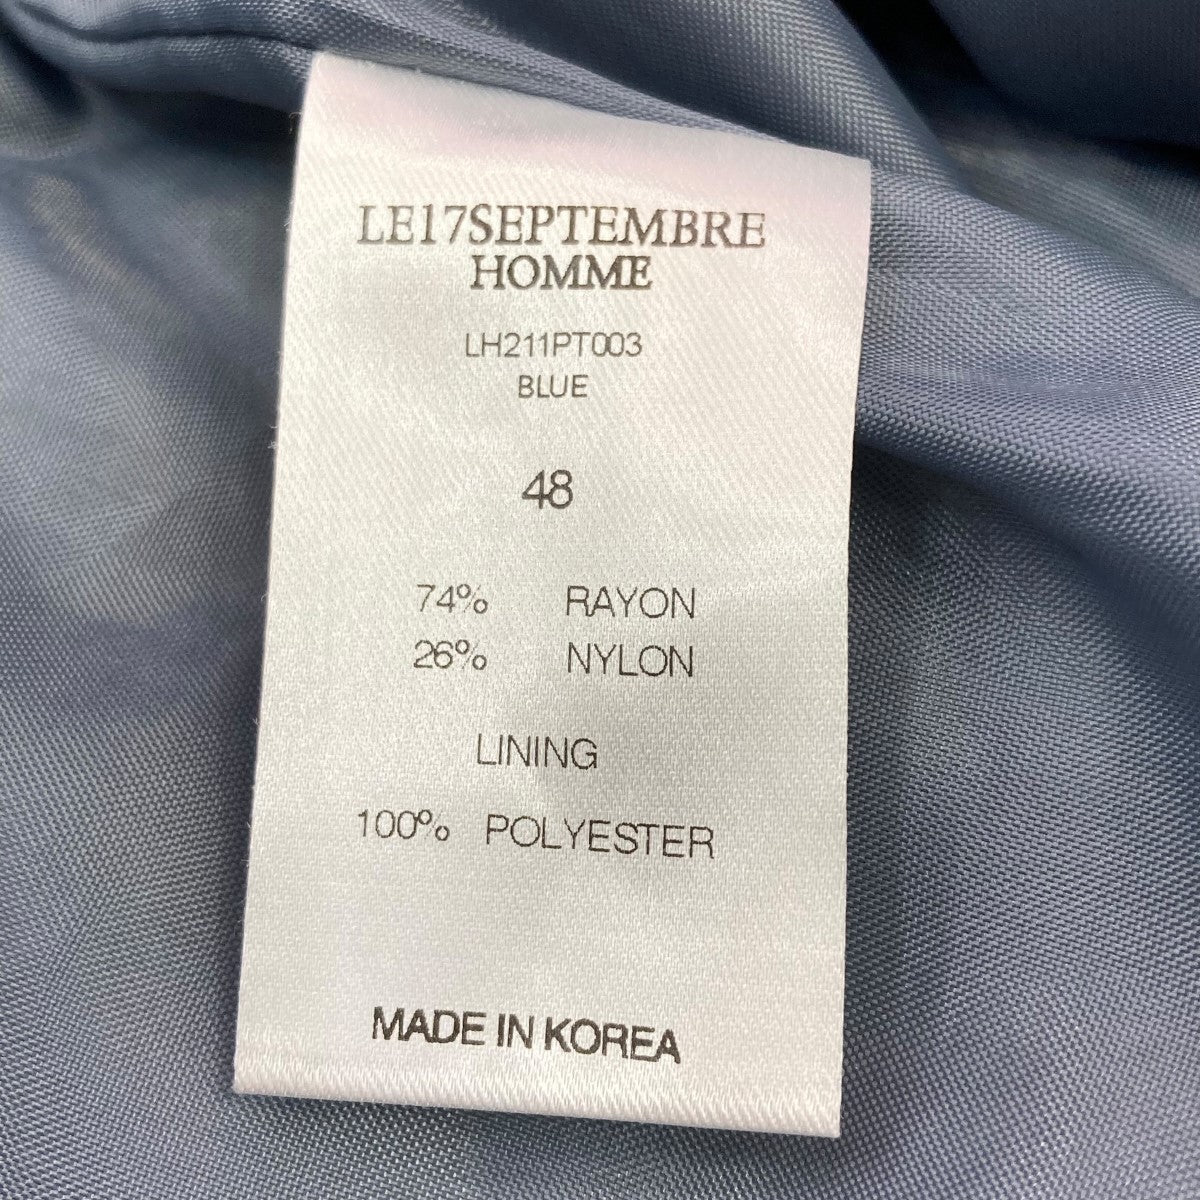 LE17SEPTEMBRE
HOMME
LH211PT003
BLUE
48
74% RAYON
26% NYLON
LINING
100% POLYESTER
MADE IN KOREA